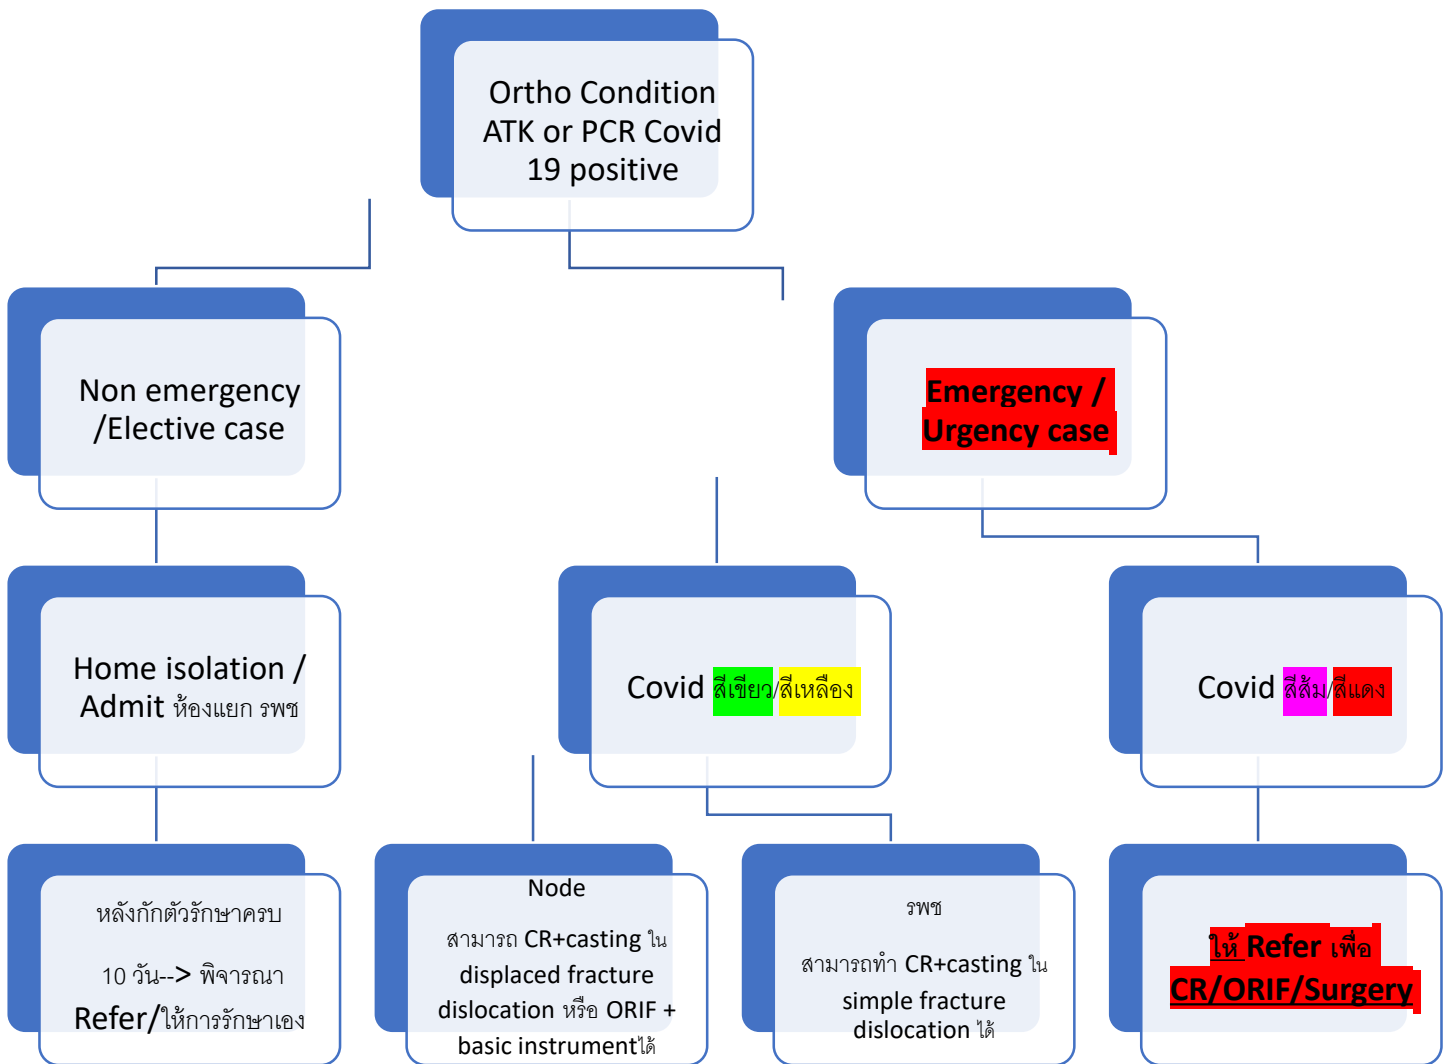 Ortho Condition
ATK or PCR Covid
19 positive
Non emergency
/Elective case
Emergency /
Urgency case
Home isolation /
Admit ห้องแยก รพช
Covid สีเขียว/สีเหลือง
Covid สีส้ม/สีแดง
หลังกักตัวรักษาครบ
10 วัน--> พิจารณา
Refer/ให้การรักษาเอง
Node
สามารถ CR+casting ใน
displaced fracture
dislocation หรือ ORIF +
basic instrumentได้
รพช
สามารถทำ CR+casting ใน
simple fracture
dislocation ได้
ให้ Refer เพื่อ
CR/ORIF/Surgery